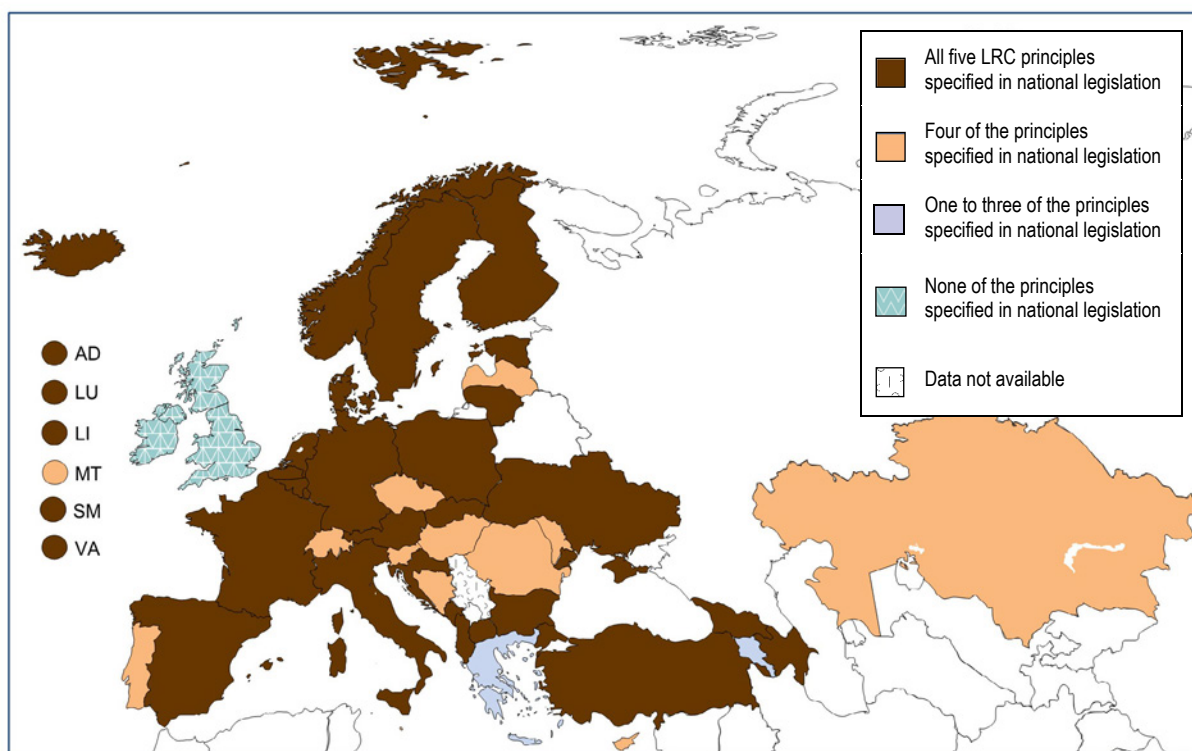 All five LRC principles
specified in national legislation
Four of the principles
specified in national legislation
One to three of the principles
specified in national legislation
None of the principles
specified in national legislation
Data not available
AD
LU
LI
MT
SM
VA